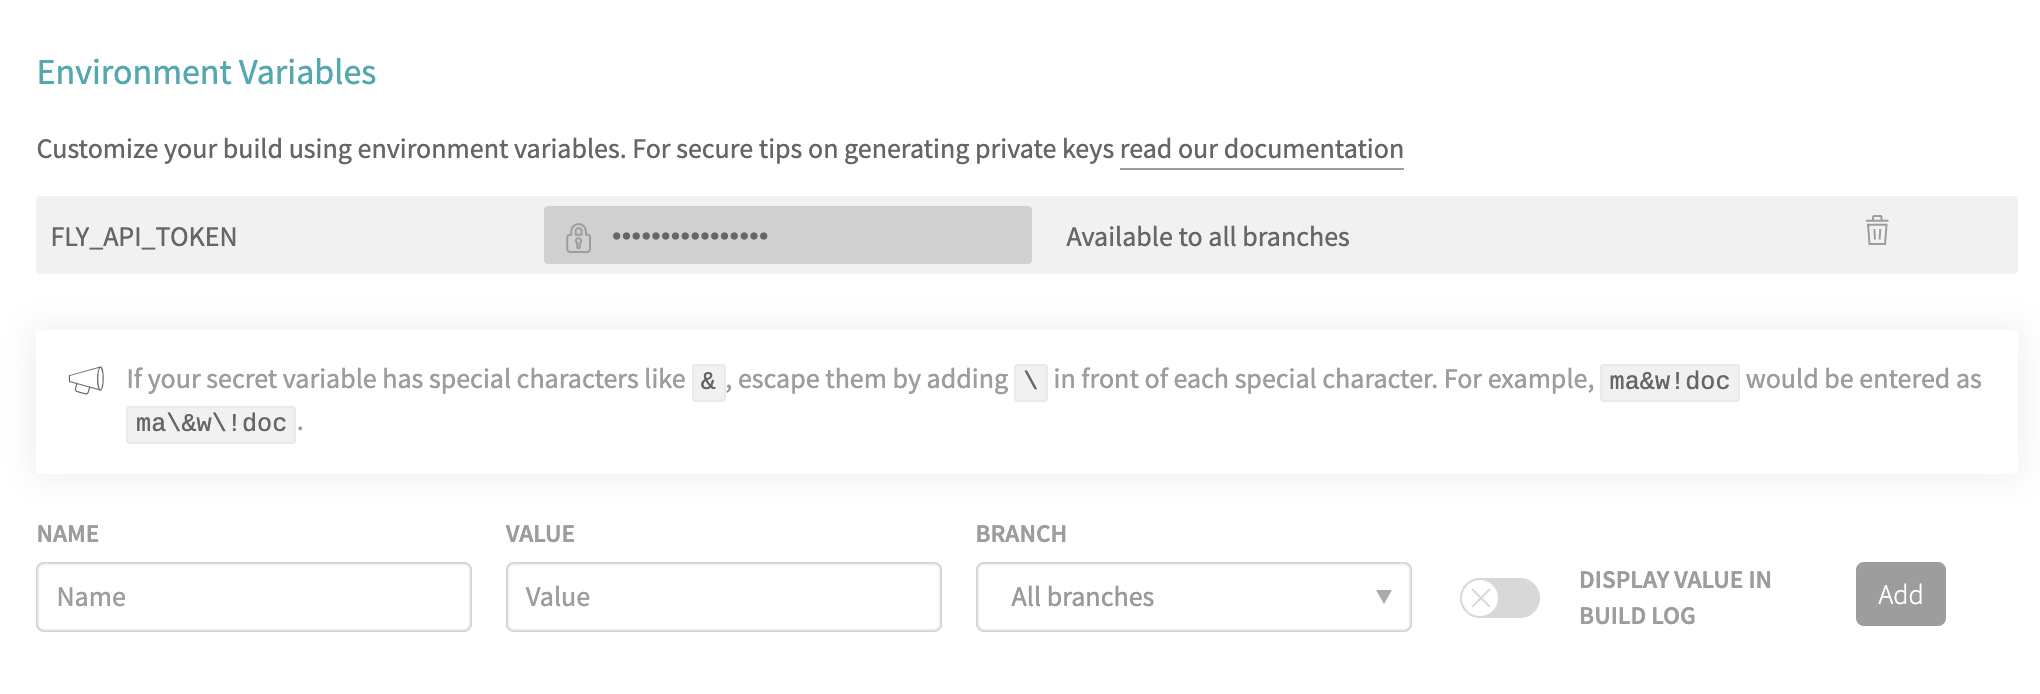 Environment Variables
Customize your build using environment variables. For secure tips on generating private keys read our documentation
FLY_API_TOKEN •••••••••••••••• Available to all branches
If your secret variable has special characters like &, escape them by adding \ in front of each special character. For example, ma&w!doc would be entered as
ma\&w\!doc.
NAME VALUE BRANCH
Name Value All branches DISPLAY VALUE IN
BUILD LOG
Add